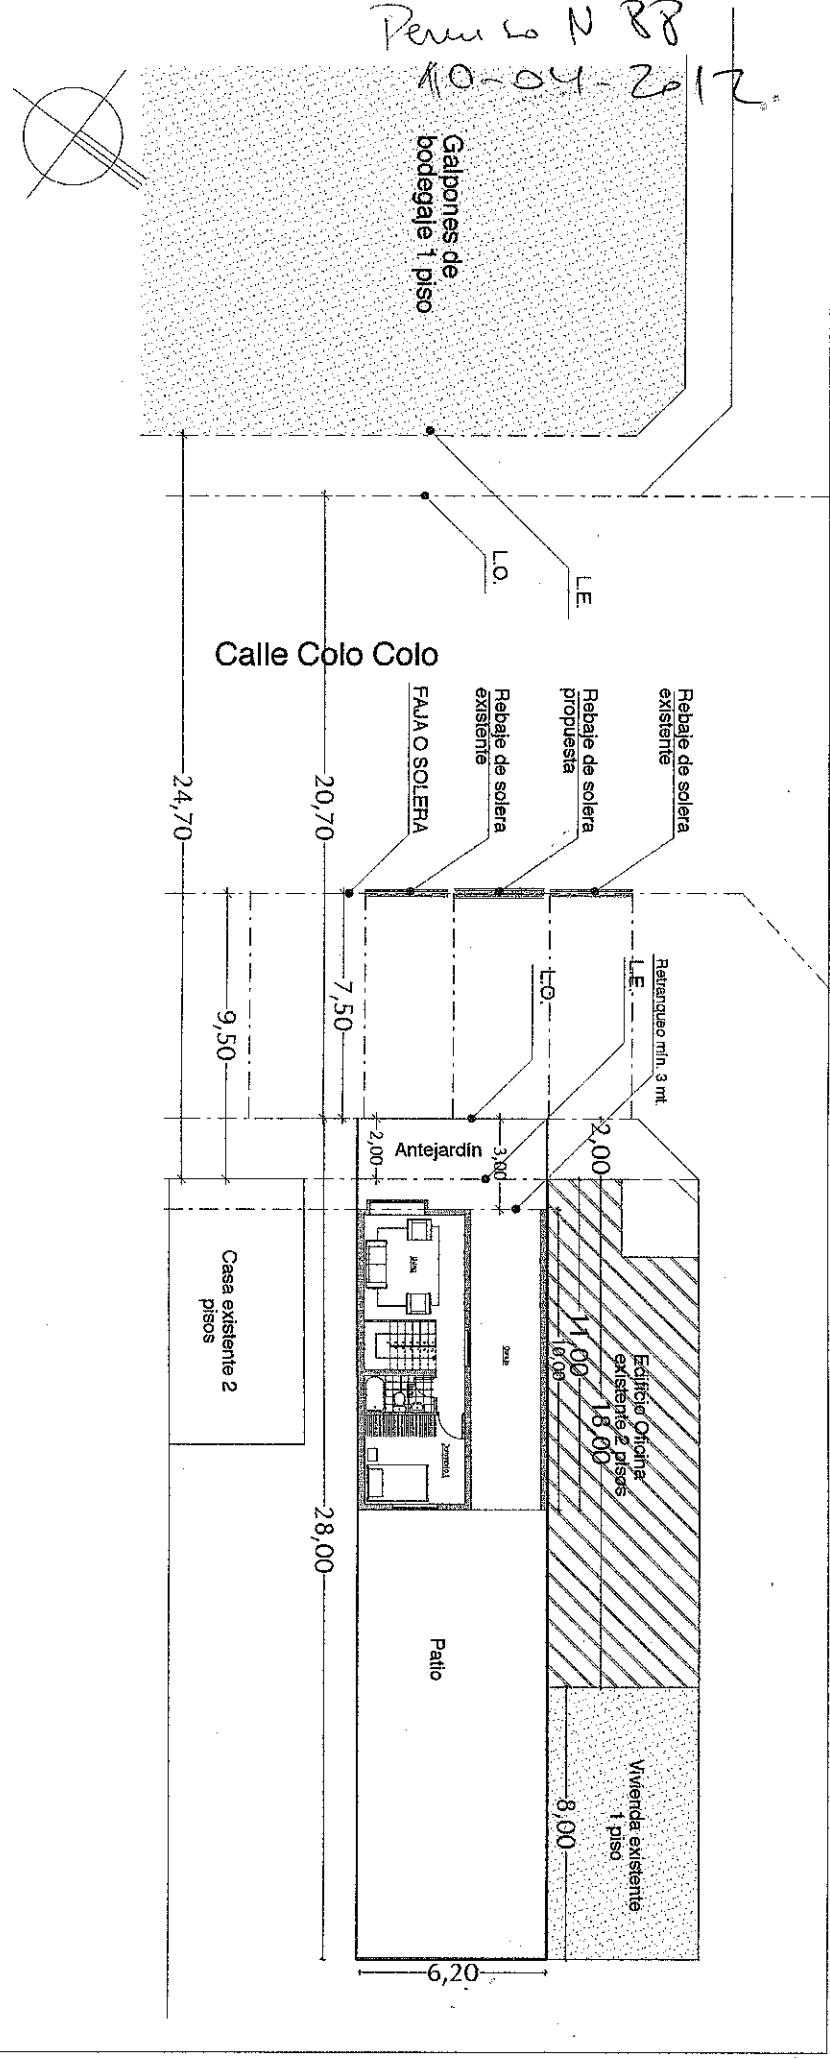 Permiso N 88
10-04-2012.
Galpones de
bodegaje 1 piso
L.E.
L.O.
Calle Colo Colo
Rebaje de solera
existente
Rebaje de solera
propuesta
Rebaje de solera
existente
FAJA O SOLERA
24,70
20,70
7,50
9,50
Retranqueo mín. 3 mt.
L.E.
L.O.
2,00
3,00
2,00
Antejardín
Casa existente 2
pisos
Edificio Oficina
existente 2 pisos
11,00
10,00
18,00
28,00
Patio
Vivienda existente
1 piso
8,00
6,20